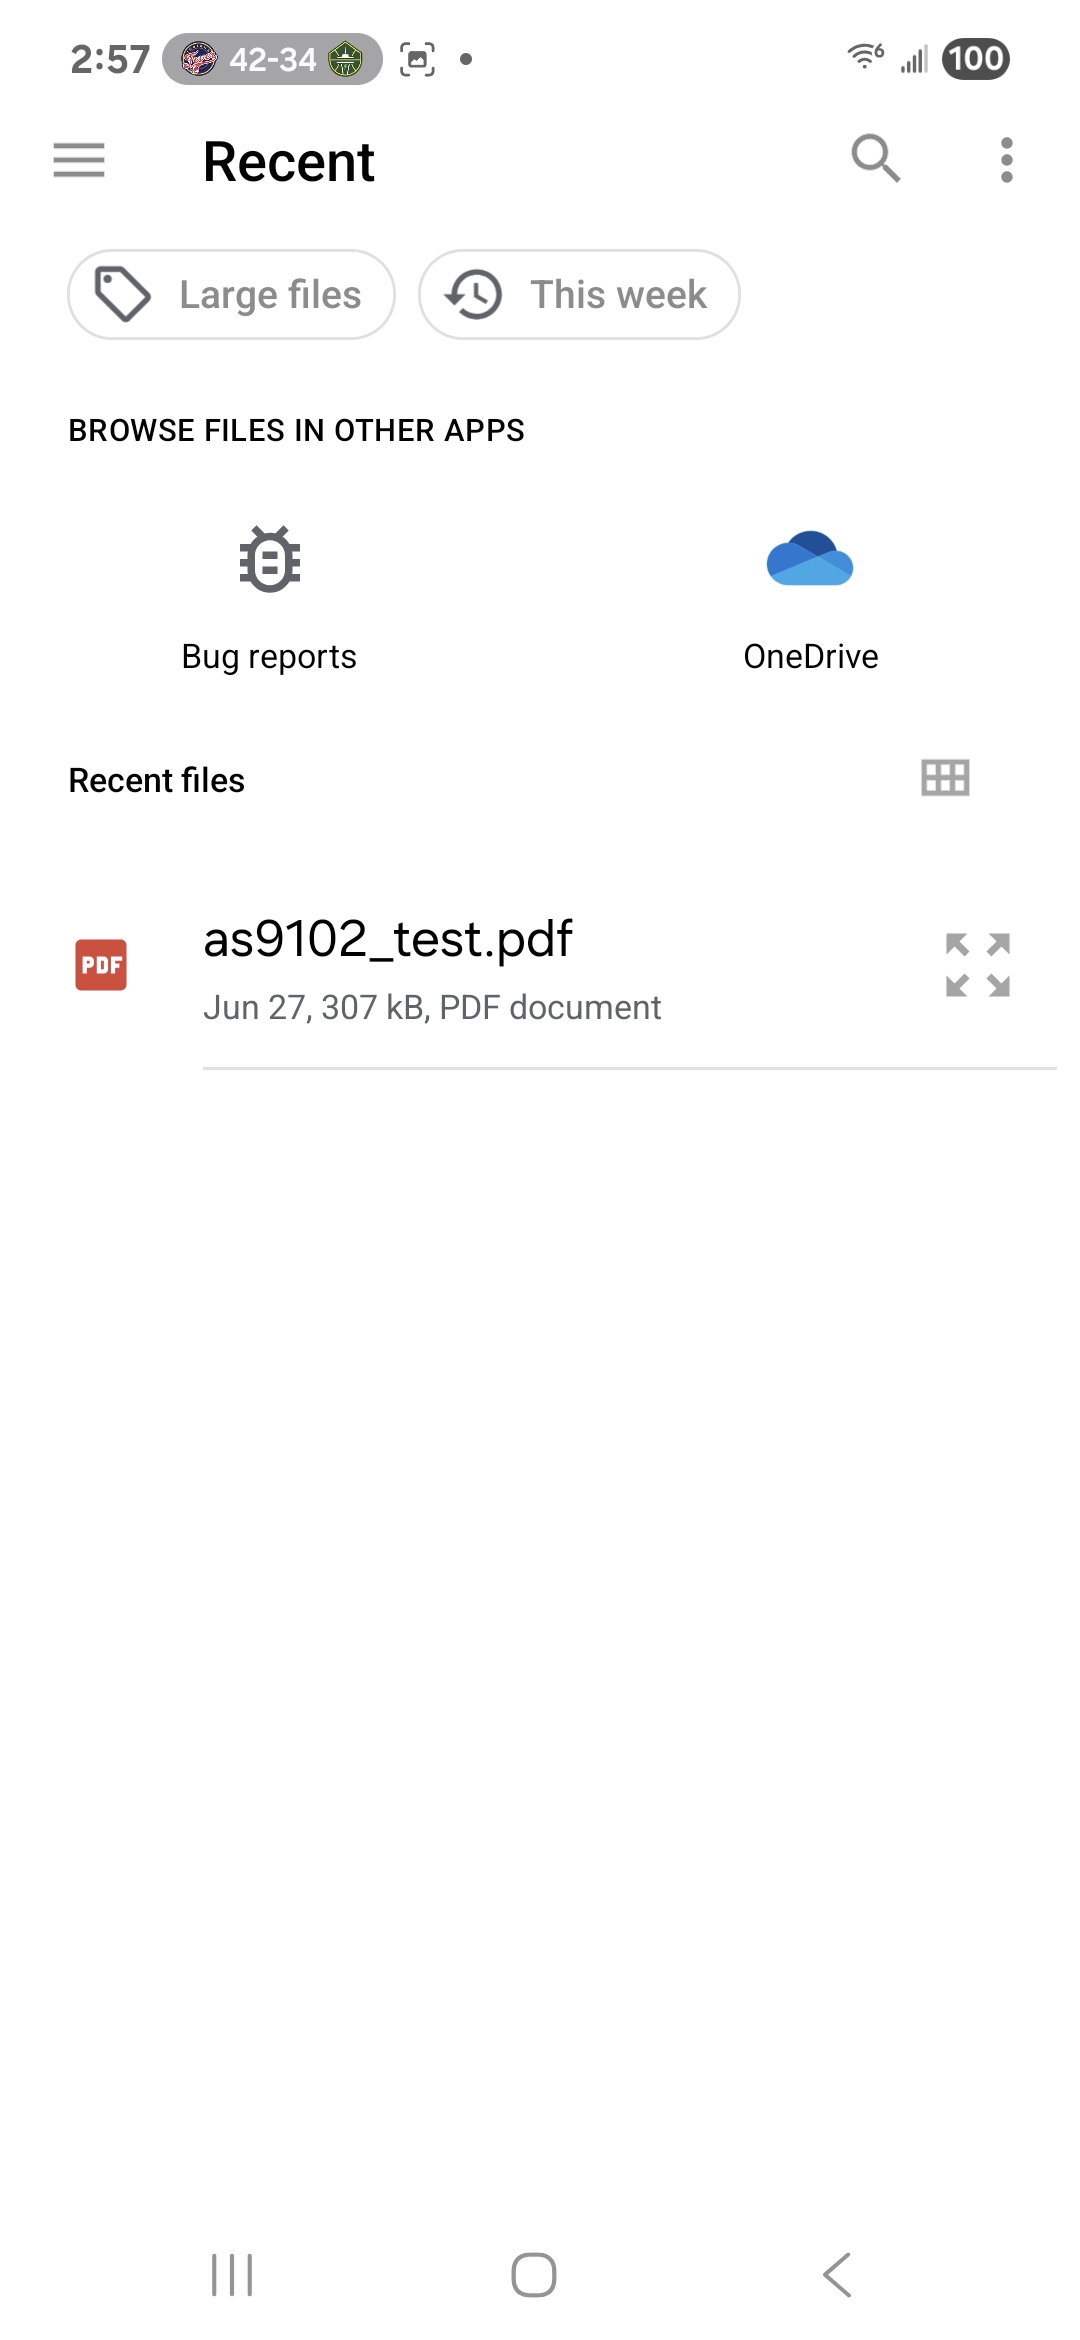 2:57 42-34 6 100
Recent
Large files This week
BROWSE FILES IN OTHER APPS
Bug reports OneDrive
Recent files
PDF as9102_test.pdf
Jun 27, 307 kB, PDF document